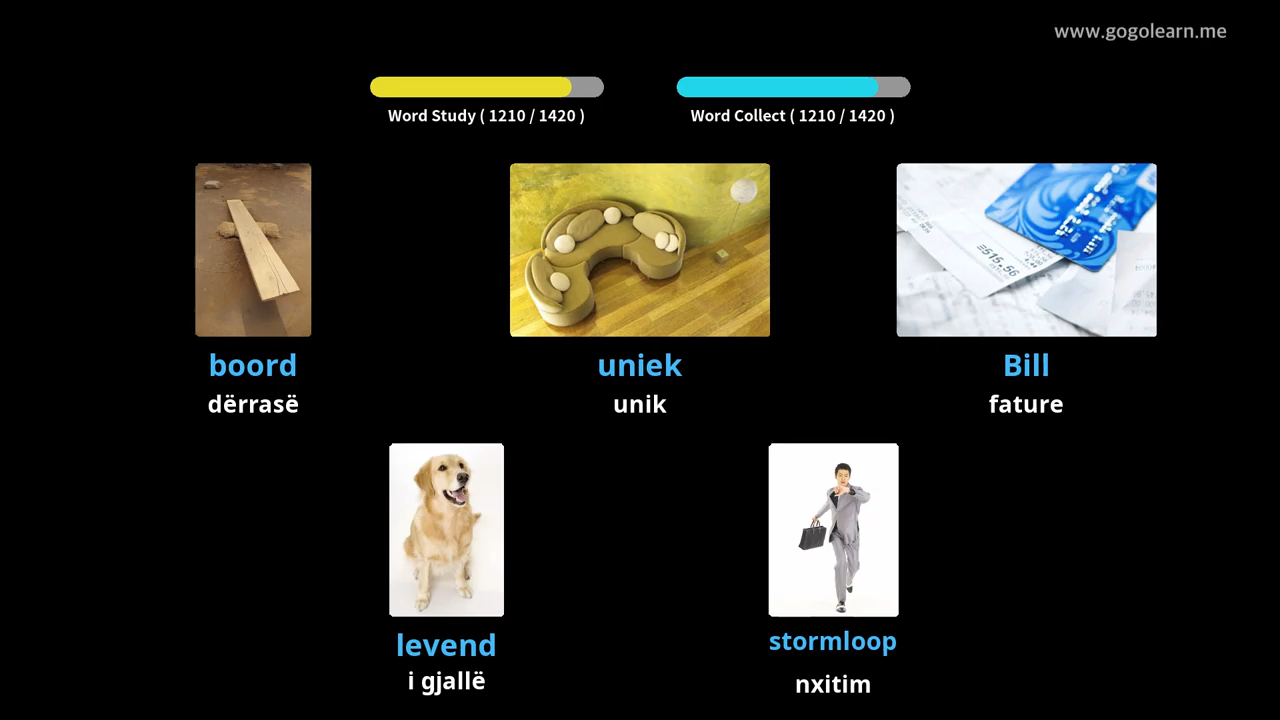 www.gogolearn.me
Word Study ( 1210 / 1420 )
Word Collect ( 1210 / 1420 )
boord
dërrasë
uniek
unik
Bill
fature
levend
i gjallë
stormloop
nxitim